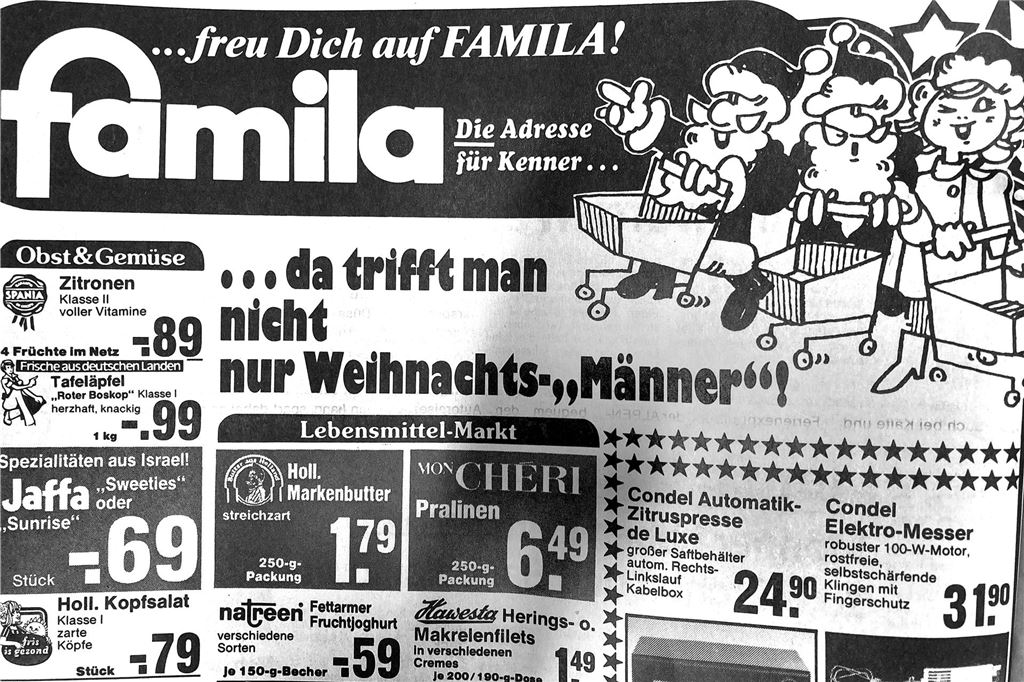 ...freu Dich auf FAMILA!
famila
Die Adresse
für Kenner...
...da trifft man
nicht
nur Weihnachts-„Männer“!
Obst&Gemüse
SPANIA
Zitronen
Klasse II
voller Vitamine
4 Früchte im Netz -.89
Frische aus deutschen Landen
Tafeläpfel
„Roter Boskop“ Klasse I
herzhaft, knackig
1 kg -.99
Spezialitäten aus Israel!
Jaffa „Sweeties“
oder
„Sunrise“
Stück -.69
Holl. Kopfsalat
Klasse I
zarte
Köpfe
is gezond
Stück -.79
Lebensmittel-Markt
Holl.
Markenbutter
streichzart
250-g-
Packung
1.79
MON CHÉRI
Pralinen
250-g-
Packung
6.49
natreen Fettarmer
Fruchtjoghurt
verschiedene
Sorten
je 150-g-Becher -.59
Hawesta Herings- o.
Makrelenfilets
in verschiedenen
Cremes
je 200/190-g-Dose
1.49
Condel Automatik-
Zitruspresse
de Luxe
großer Saftbehälter
autom. Rechts-
Linkslauf
Kabelbox
24.90
Condel
Elektro-Messer
robuster 100-W-Motor,
rostfreie,
selbstschärfende
Klingen mit
Fingerschutz
31.90